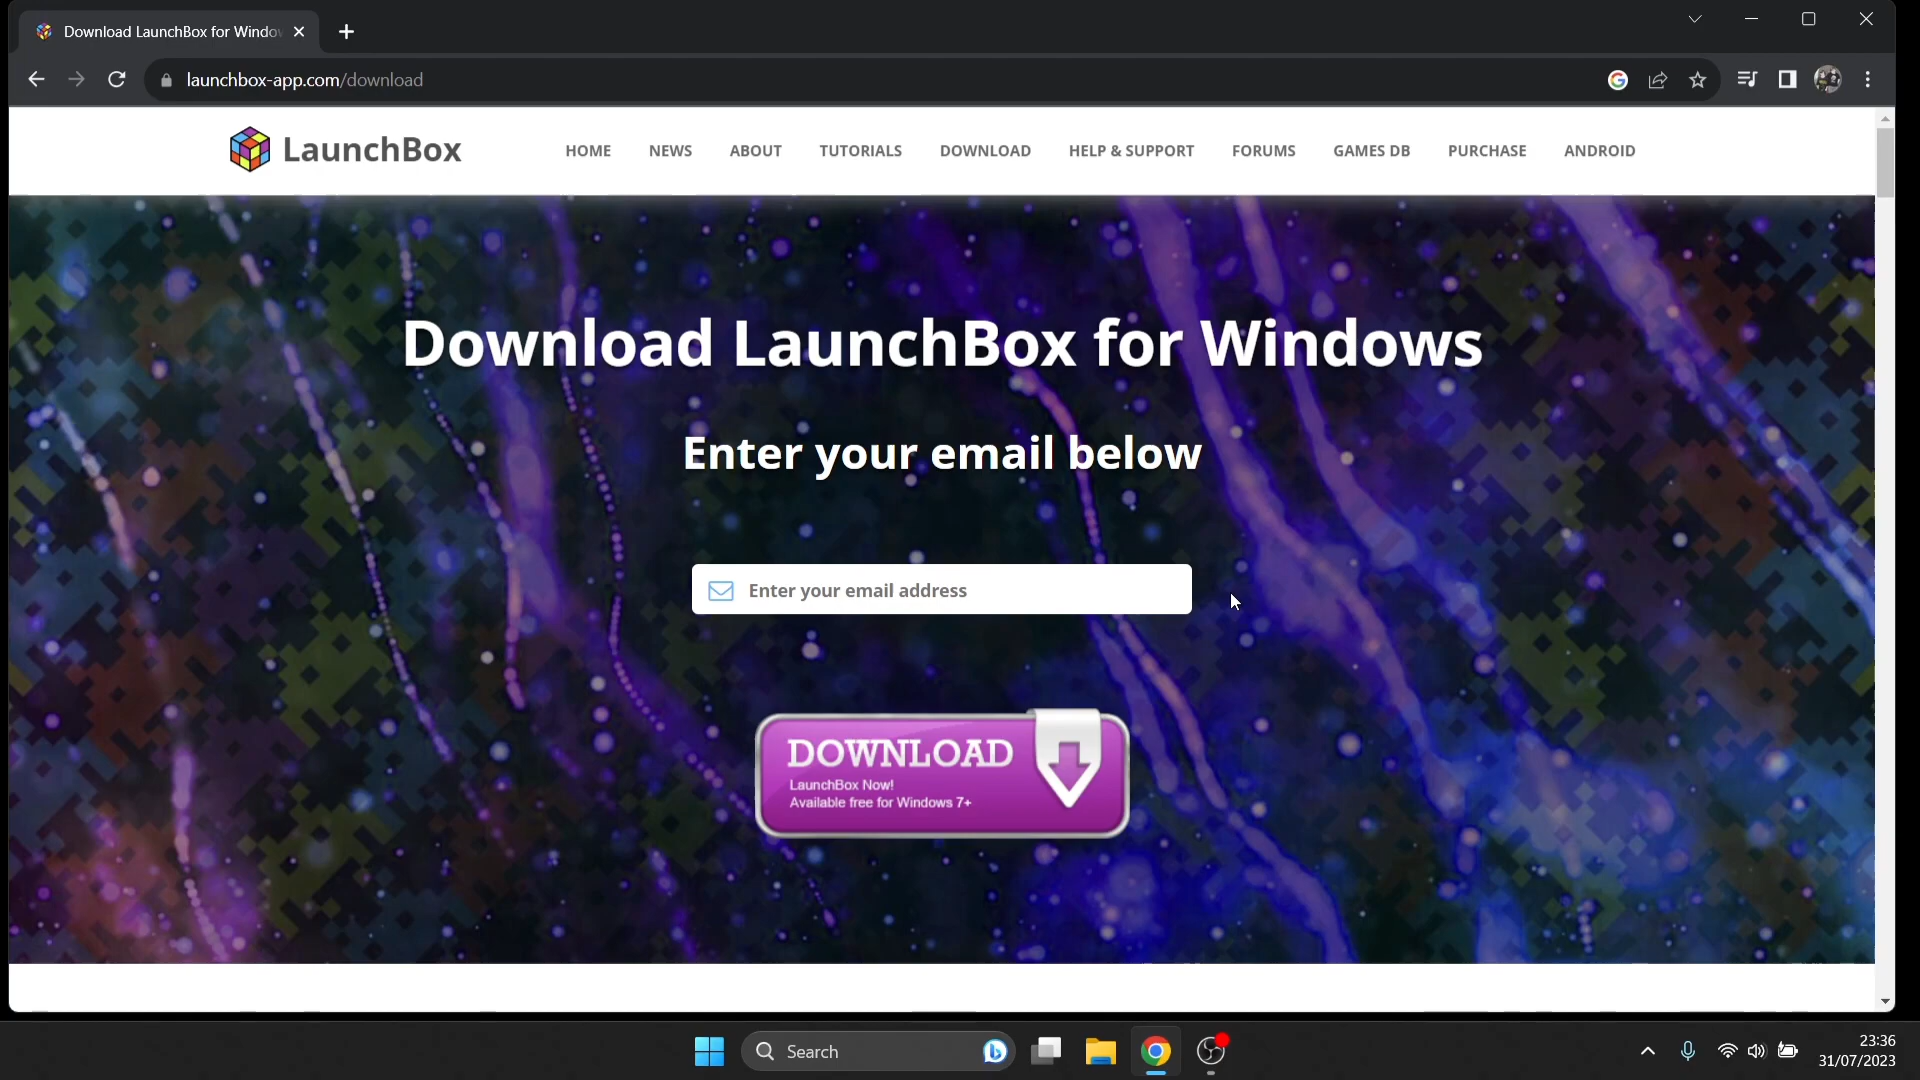 Download LaunchBox for Windo
launchbox-app.com/download
LaunchBox
HOME NEWS ABOUT TUTORIALS DOWNLOAD HELP & SUPPORT FORUMS GAMES DB PURCHASE ANDROID
Download LaunchBox for Windows
Enter your email below
Enter your email address
DOWNLOAD
LaunchBox Now!
Available free for Windows 7+
Search
23:36
31/07/2023